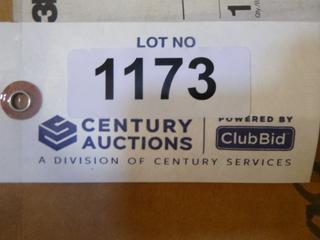 LOT NO
1173
CENTURY
AUCTIONS
POWERED BY
ClubBid
A DIVISION OF CENTURY SERVICES